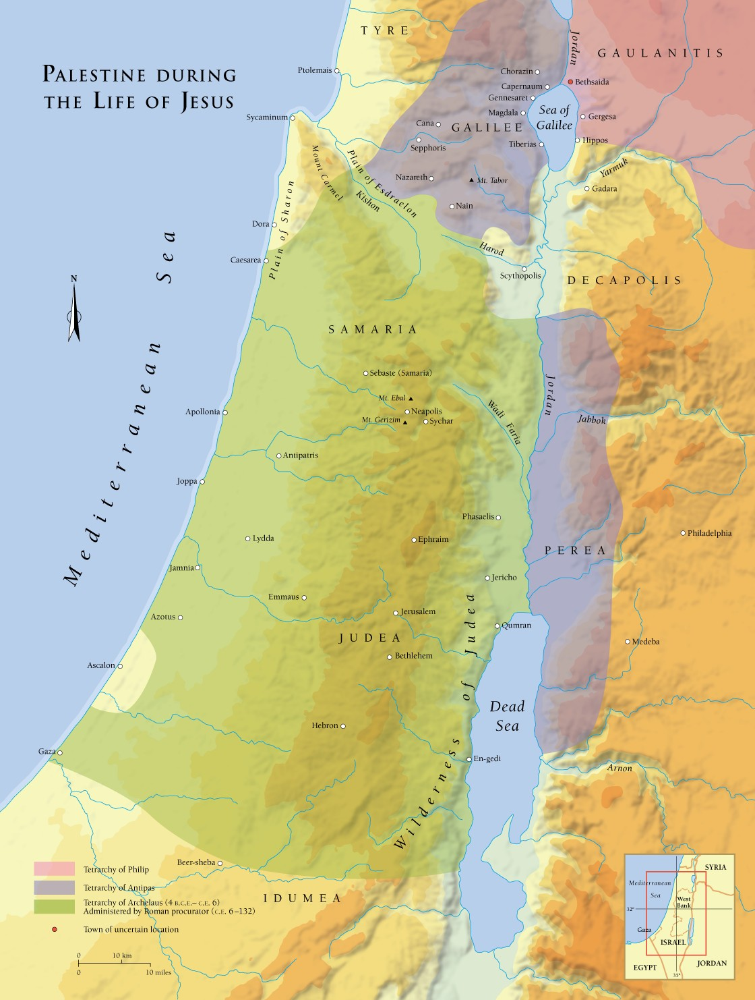 PALESTINE DURING
THE LIFE OF JESUS
TYRE
Jordan
GAULANITIS
Ptolemais
Chorazin
Bethsaida
Capernaum
Gennesaret
Sycaminum
Magdala
Sea of
Galilee
Gergesa
Cana
GALILEE
Sepphoris
Tiberias
Hippos
Mount Carmel
Plain of Esdraelon
Yarmuk
Nazareth
Mt. Tabor
Gadara
Kishon
Nain
Plain of Sharon
Dora
Harod
Caesarea
Scythopolis
DECAPOLIS
N
Mediterranean Sea
SAMARIA
Sebaste (Samaria)
Jordan
Mt. Ebal
Wadi Faria
Apollonia
Neapolis
Mt. Gerizim
Sychar
Jabbok
Antipatris
Joppa
Phasaelis
Lydda
Ephraim
Philadelphia
PEREA
Jamnia
Jericho
Emmaus
Azotus
Jerusalem
Qumran
JUDEA
Medeba
Bethlehem
Ascalon
Wilderness of Judea
Dead
Sea
Hebron
Gaza
En-gedi
Arnon
Beer-sheba
IDUMEA
Tetrarchy of Philip
Tetrarchy of Antipas
Tetrarchy of Archelaus (4 B.C.E.– C.E. 6)
Administered by Roman procurator (C.E. 6–132)
Town of uncertain location
0 10 km
0 10 miles
SYRIA
Mediterranean
Sea
West
Bank
32°
Gaza
ISRAEL
JORDAN
EGYPT
35°